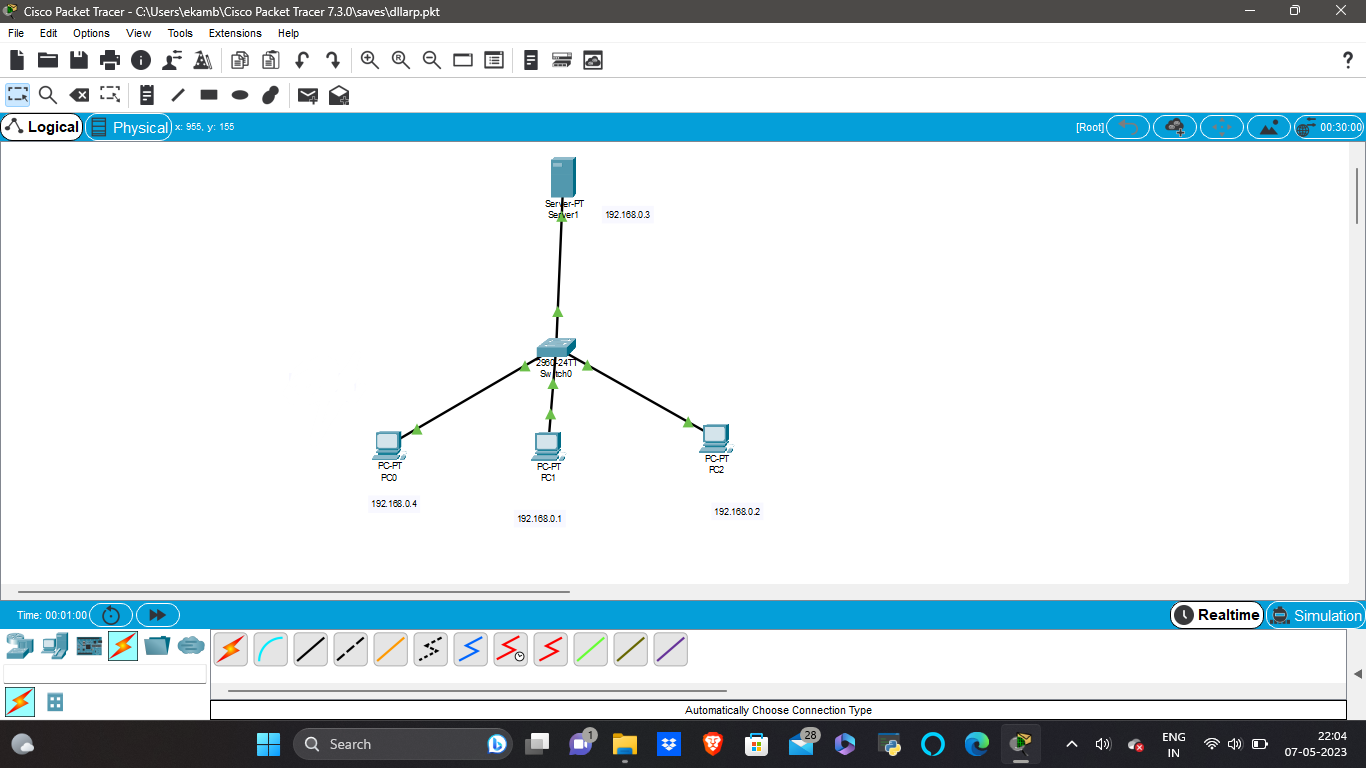 Cisco Packet Tracer - C:\Users\ekamb\Cisco Packet Tracer 7.3.0\saves\dllarp.pkt
File Edit Options View Tools Extensions Help
R
?
Logical Physical x: 955, y: 155 [Root] 00:30:00
Server-PT
Server1 192.168.0.3
2960-24TT
Switch0
PC-PT
PC0
PC-PT
PC1
PC-PT
PC2
192.168.0.4
192.168.0.1
192.168.0.2
Time: 00:01:00 Realtime Simulation
Automatically Choose Connection Type
Search
1
28
ENG
IN
22:04
07-05-2023